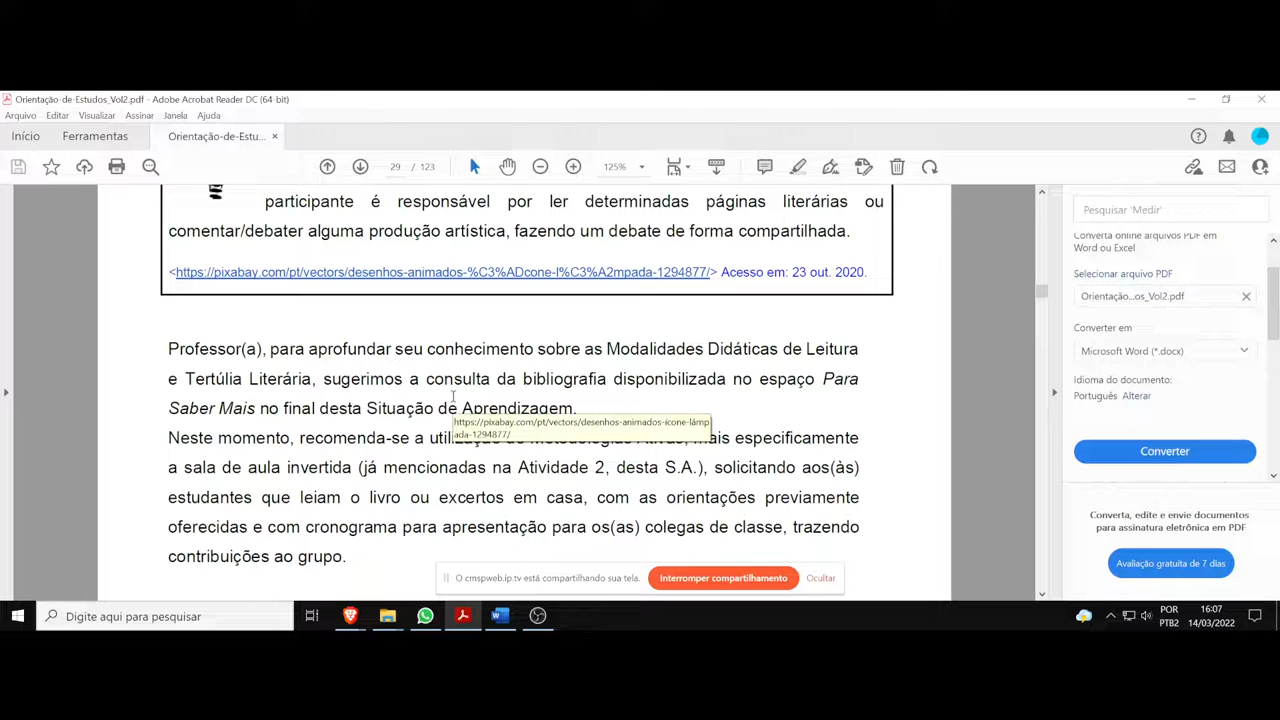 Orientação-de-Estudos_Vol2.pdf - Adobe Acrobat Reader DC (64-bit)
Arquivo Editar Visualizar Assinar Janela Ajuda
Início Ferramentas Orientação-de-Estu... ×
29 / 123 125%
participante é responsável por ler determinadas páginas literárias ou
comentar/debater alguma produção artística, fazendo um debate de forma compartilhada.
<https://pixabay.com/pt/vectors/desenhos-animados-%C3%ADcone-l%C3%A2mpada-1294877/> Acesso em: 23 out. 2020.
Professor(a), para aprofundar seu conhecimento sobre as Modalidades Didáticas de Leitura
e Tertúlia Literária, sugerimos a consulta da bibliografia disponibilizada no espaço Para
Saber Mais no final desta Situação de Aprendizagem.
https://pixabay.com/pt/vectors/desenhos-animados-ícone-lâmp
ada-1294877/
Neste momento, recomenda-se a mais especificamente
a sala de aula invertida (já mencionadas na Atividade 2, desta S.A.), solicitando aos(às)
estudantes que leiam o livro ou excertos em casa, com as orientações previamente
oferecidas e com cronograma para apresentação para os(as) colegas de classe, trazendo
contribuições ao grupo.
Pesquisar 'Medir'
Converta online arquivos PDF em
Word ou Excel
Selecionar arquivo PDF
Orientação...os_Vol2.pdf
Converter em
Microsoft Word (*.docx)
Idioma do documento:
Português Alterar
Converter
Converta, edite e envie documentos
para assinatura eletrônica em PDF
Avaliação gratuita de 7 dias
O cmspweb.ip.tv está compartilhando sua tela. Interromper compartilhamento Ocultar
Digite aqui para pesquisar
POR
PTB2
16:07
14/03/2022